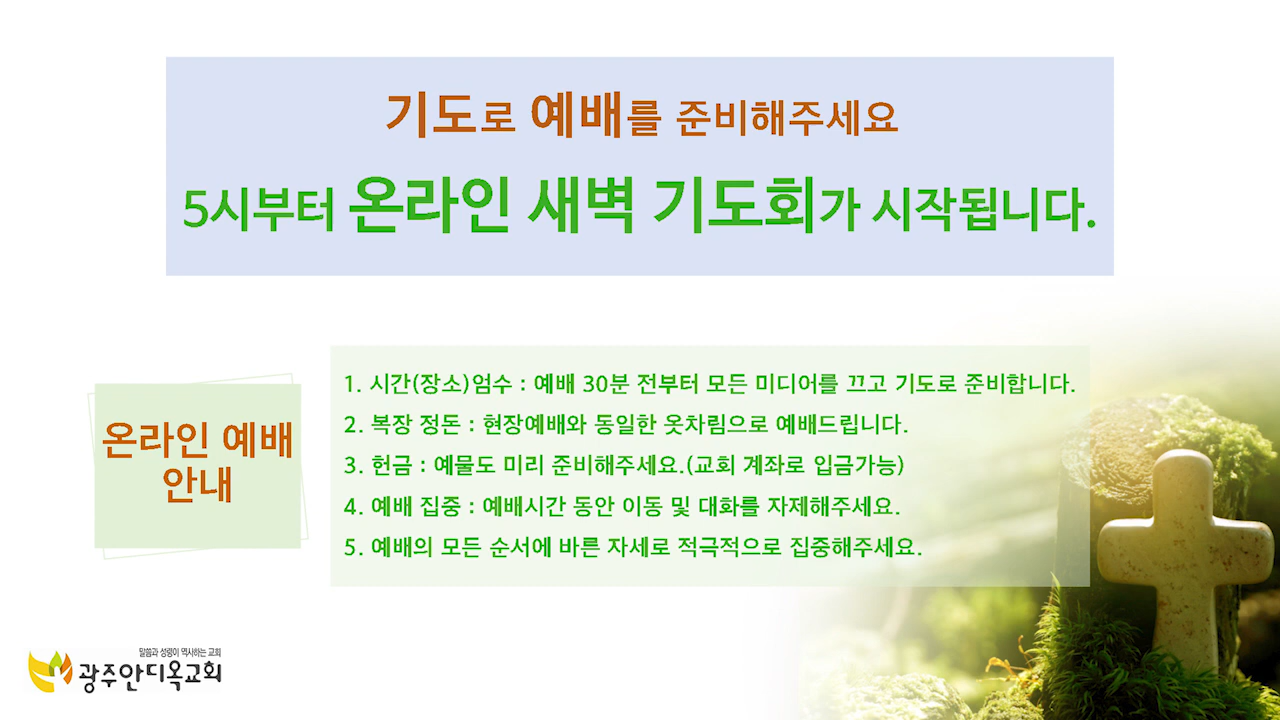 기도로 예배를 준비해주세요
5시부터 온라인 새벽 기도회가 시작됩니다.
온라인 예배
안내
1. 시간(장소)엄수 : 예배 30분 전부터 모든 미디어를 끄고 기도로 준비합니다.
2. 복장 정돈 : 현장예배와 동일한 옷차림으로 예배드립니다.
3. 헌금 : 예물도 미리 준비해주세요.(교회 계좌로 입금가능)
4. 예배 집중 : 예배시간 동안 이동 및 대화를 자제해주세요.
5. 예배의 모든 순서에 바른 자세로 적극적으로 집중해주세요.
말씀과 성령이 역사하는 교회
광주안디옥교회